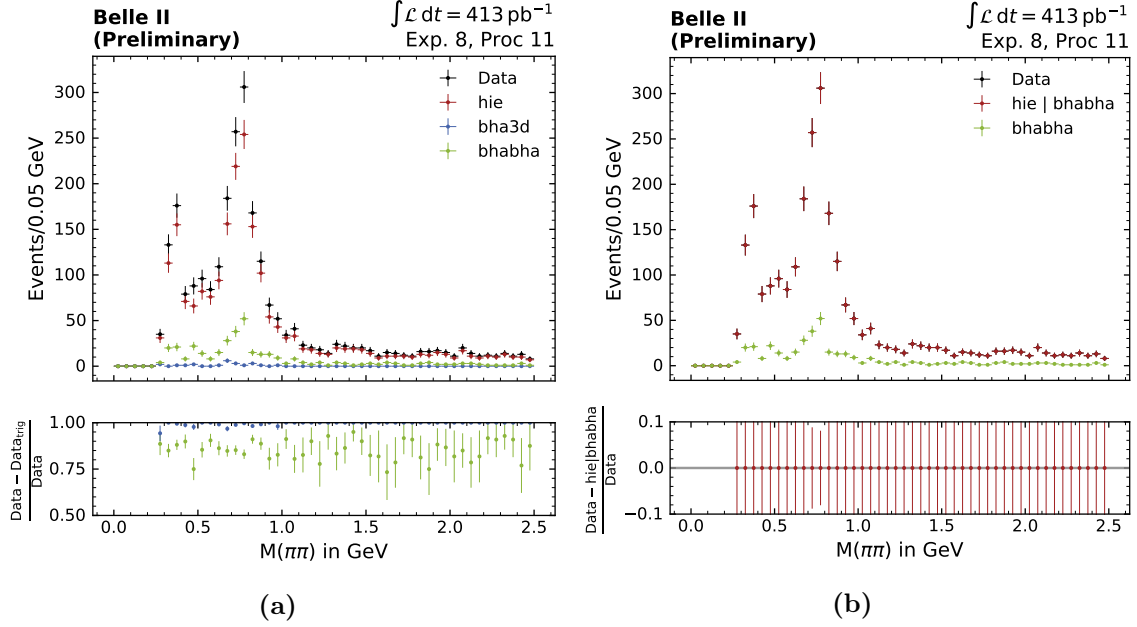 Belle II
(Preliminary)
∫ℒ dt = 413 pb⁻¹
Exp. 8, Proc 11
Data
hie
bha3d
bhabha
Events/0.05 GeV
300
250
200
150
100
50
0
Data − Data_trig
Data
1.00
0.75
0.50
0.0
0.5
1.0
1.5
2.0
2.5
M(ππ) in GeV
(a)
Belle II
(Preliminary)
∫ℒ dt = 413 pb⁻¹
Exp. 8, Proc 11
Data
hie | bhabha
bhabha
Events/0.05 GeV
300
250
200
150
100
50
0
Data − hie|bhabha
Data
0.1
0.0
−0.1
0.0
0.5
1.0
1.5
2.0
2.5
M(ππ) in GeV
(b)